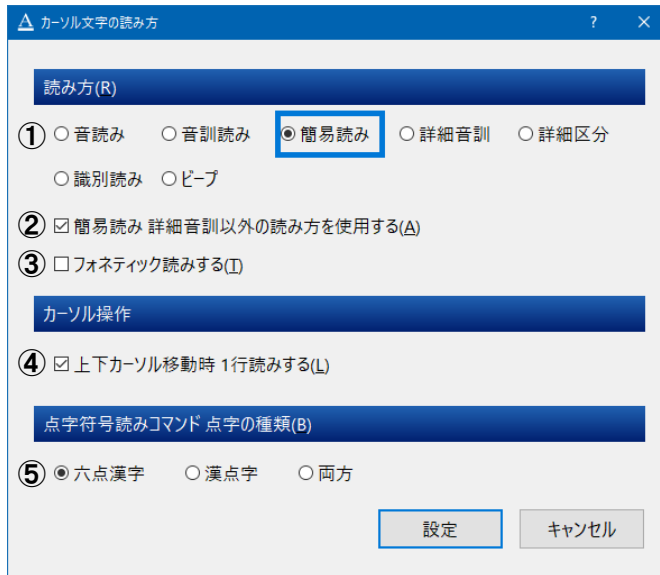 カーソル文字の読み方
読み方(R)
① 音読み 音訓読み 簡易読み 詳細音訓 詳細区分
識別読み ビープ
② 簡易読み 詳細音訓以外の読み方を使用する(A)
③ フォネティック読みする(T)
カーソル操作
④ 上下カーソル移動時 1行読みする(L)
点字符号読みコマンド 点字の種類(B)
⑤ 六点漢字 漢点字 両方
設定 キャンセル